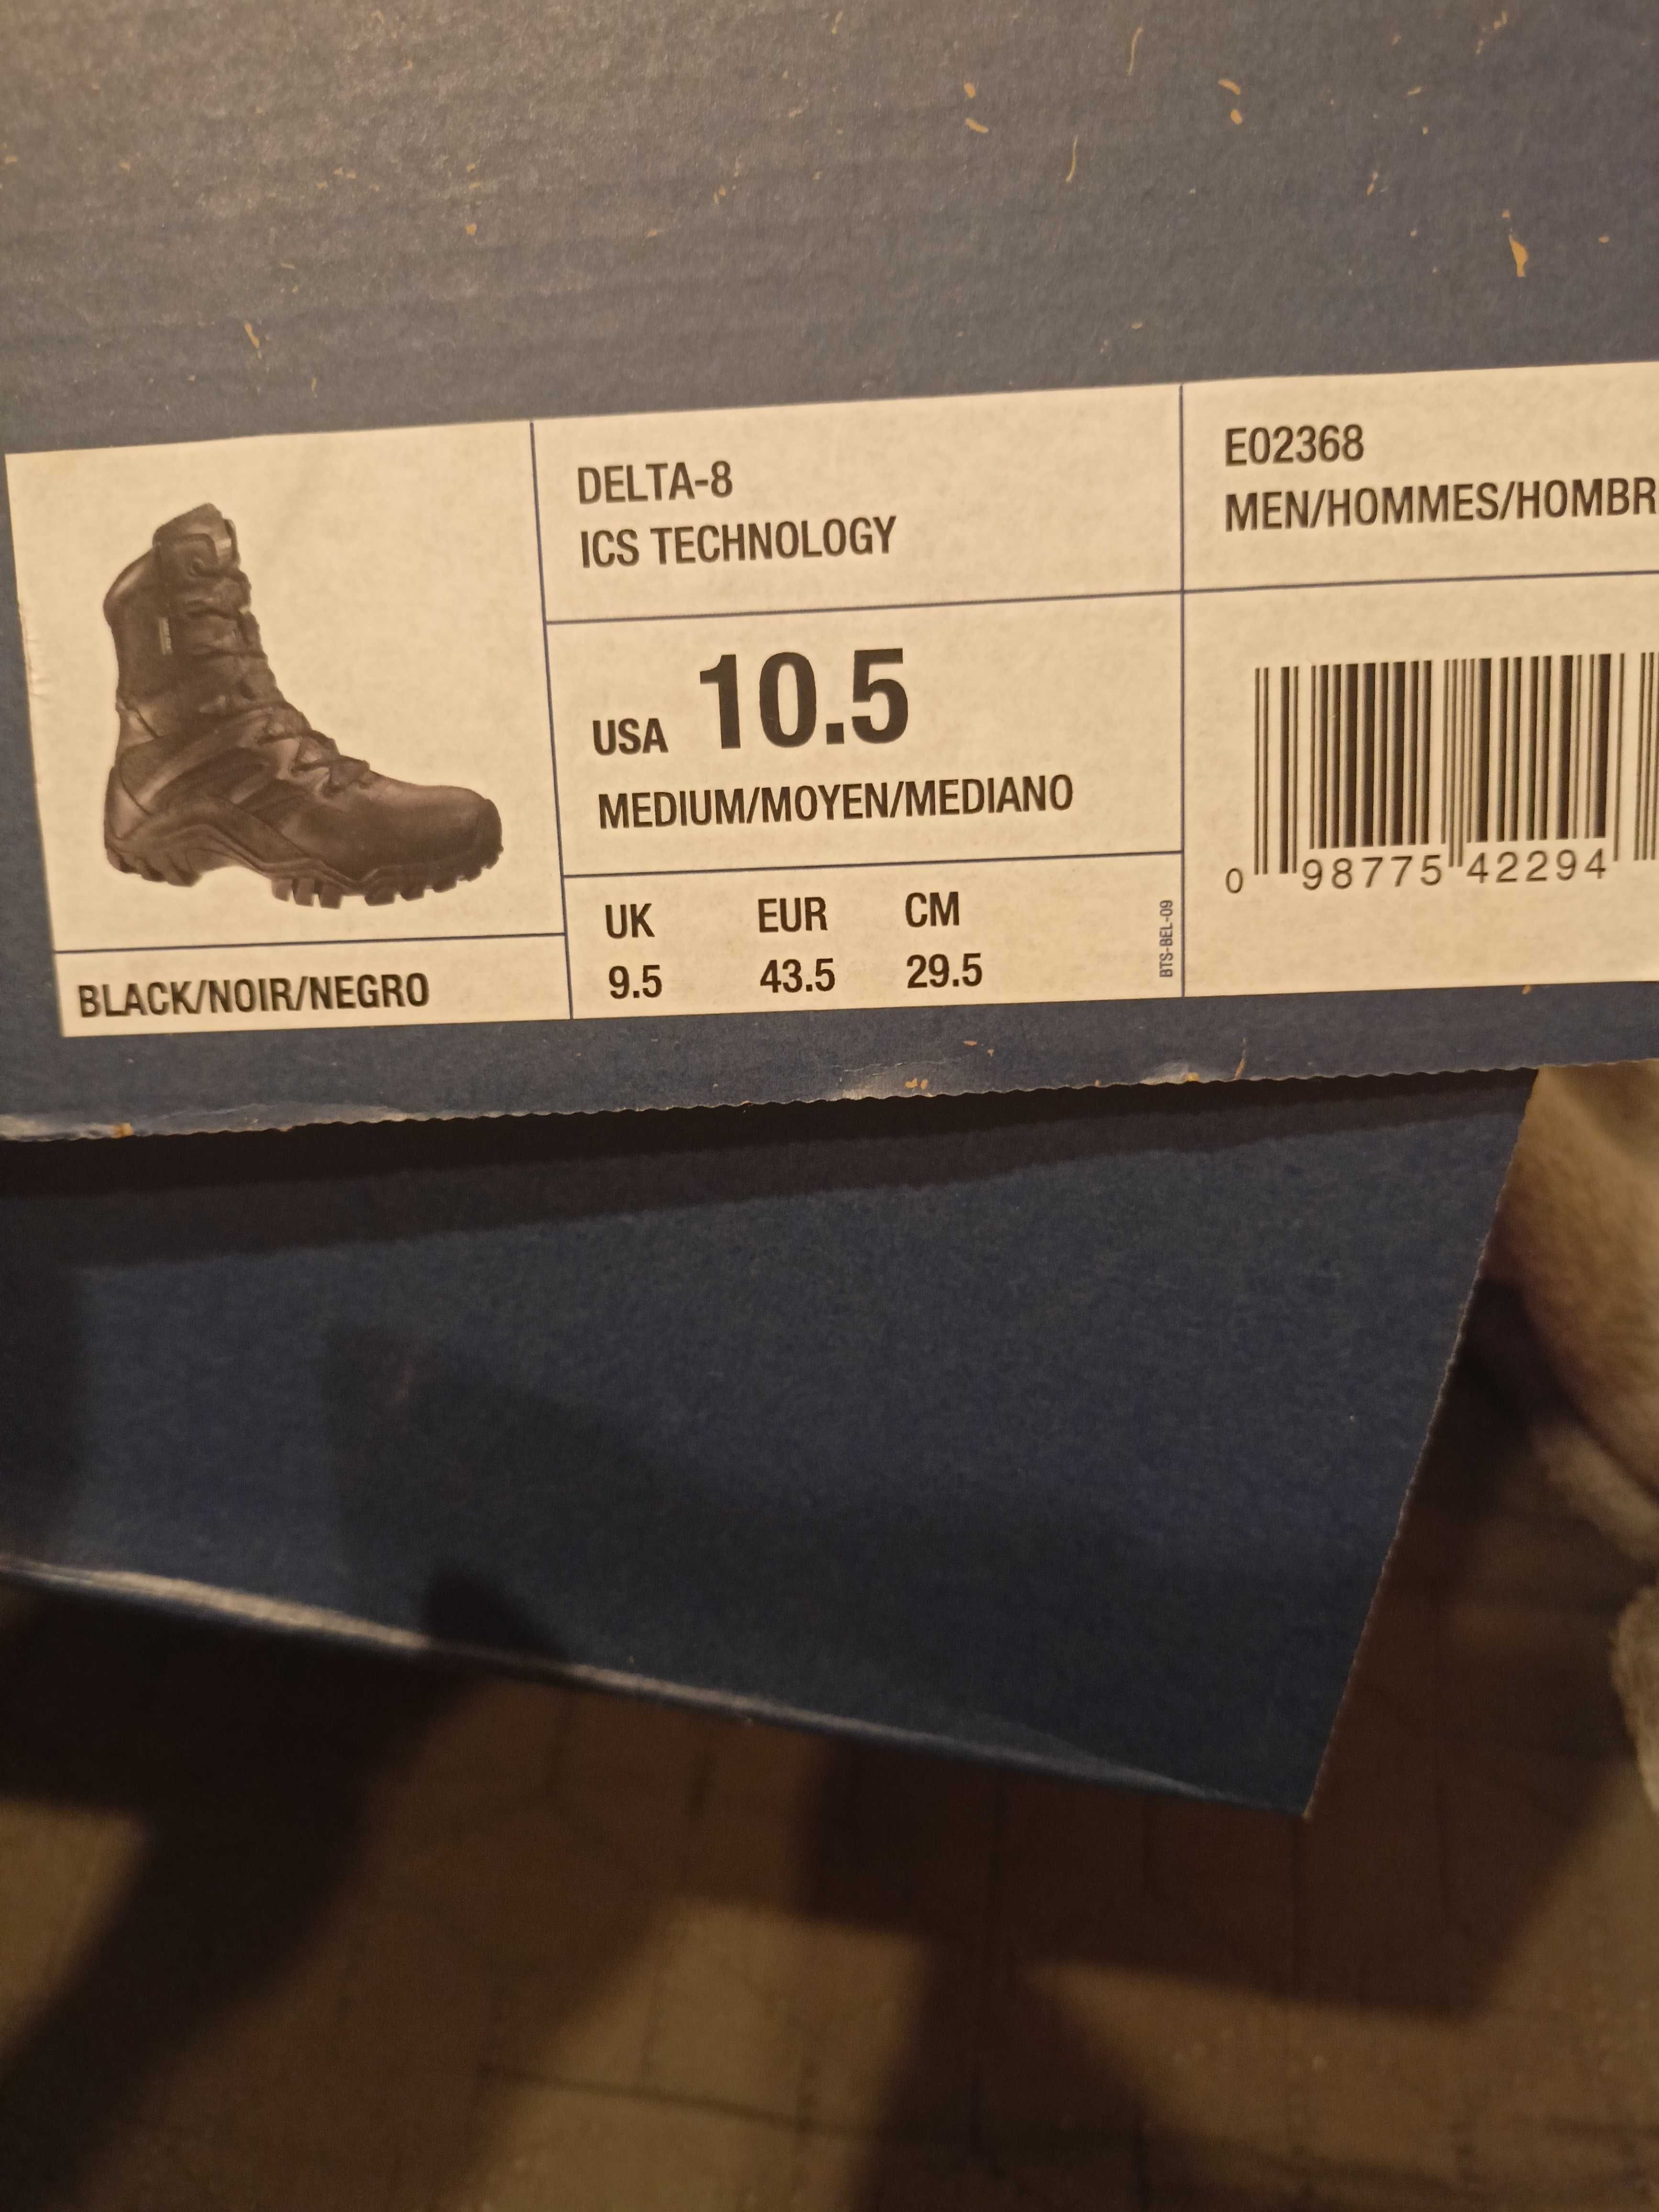 DELTA-8
ICS TECHNOLOGY
E02368
MEN/HOMMES/HOMBR
USA 10.5
MEDIUM/MOYEN/MEDIANO
UK EUR CM
9.5 43.5 29.5
BTS-BEL-09
0 98775 42294
BLACK/NOIR/NEGRO